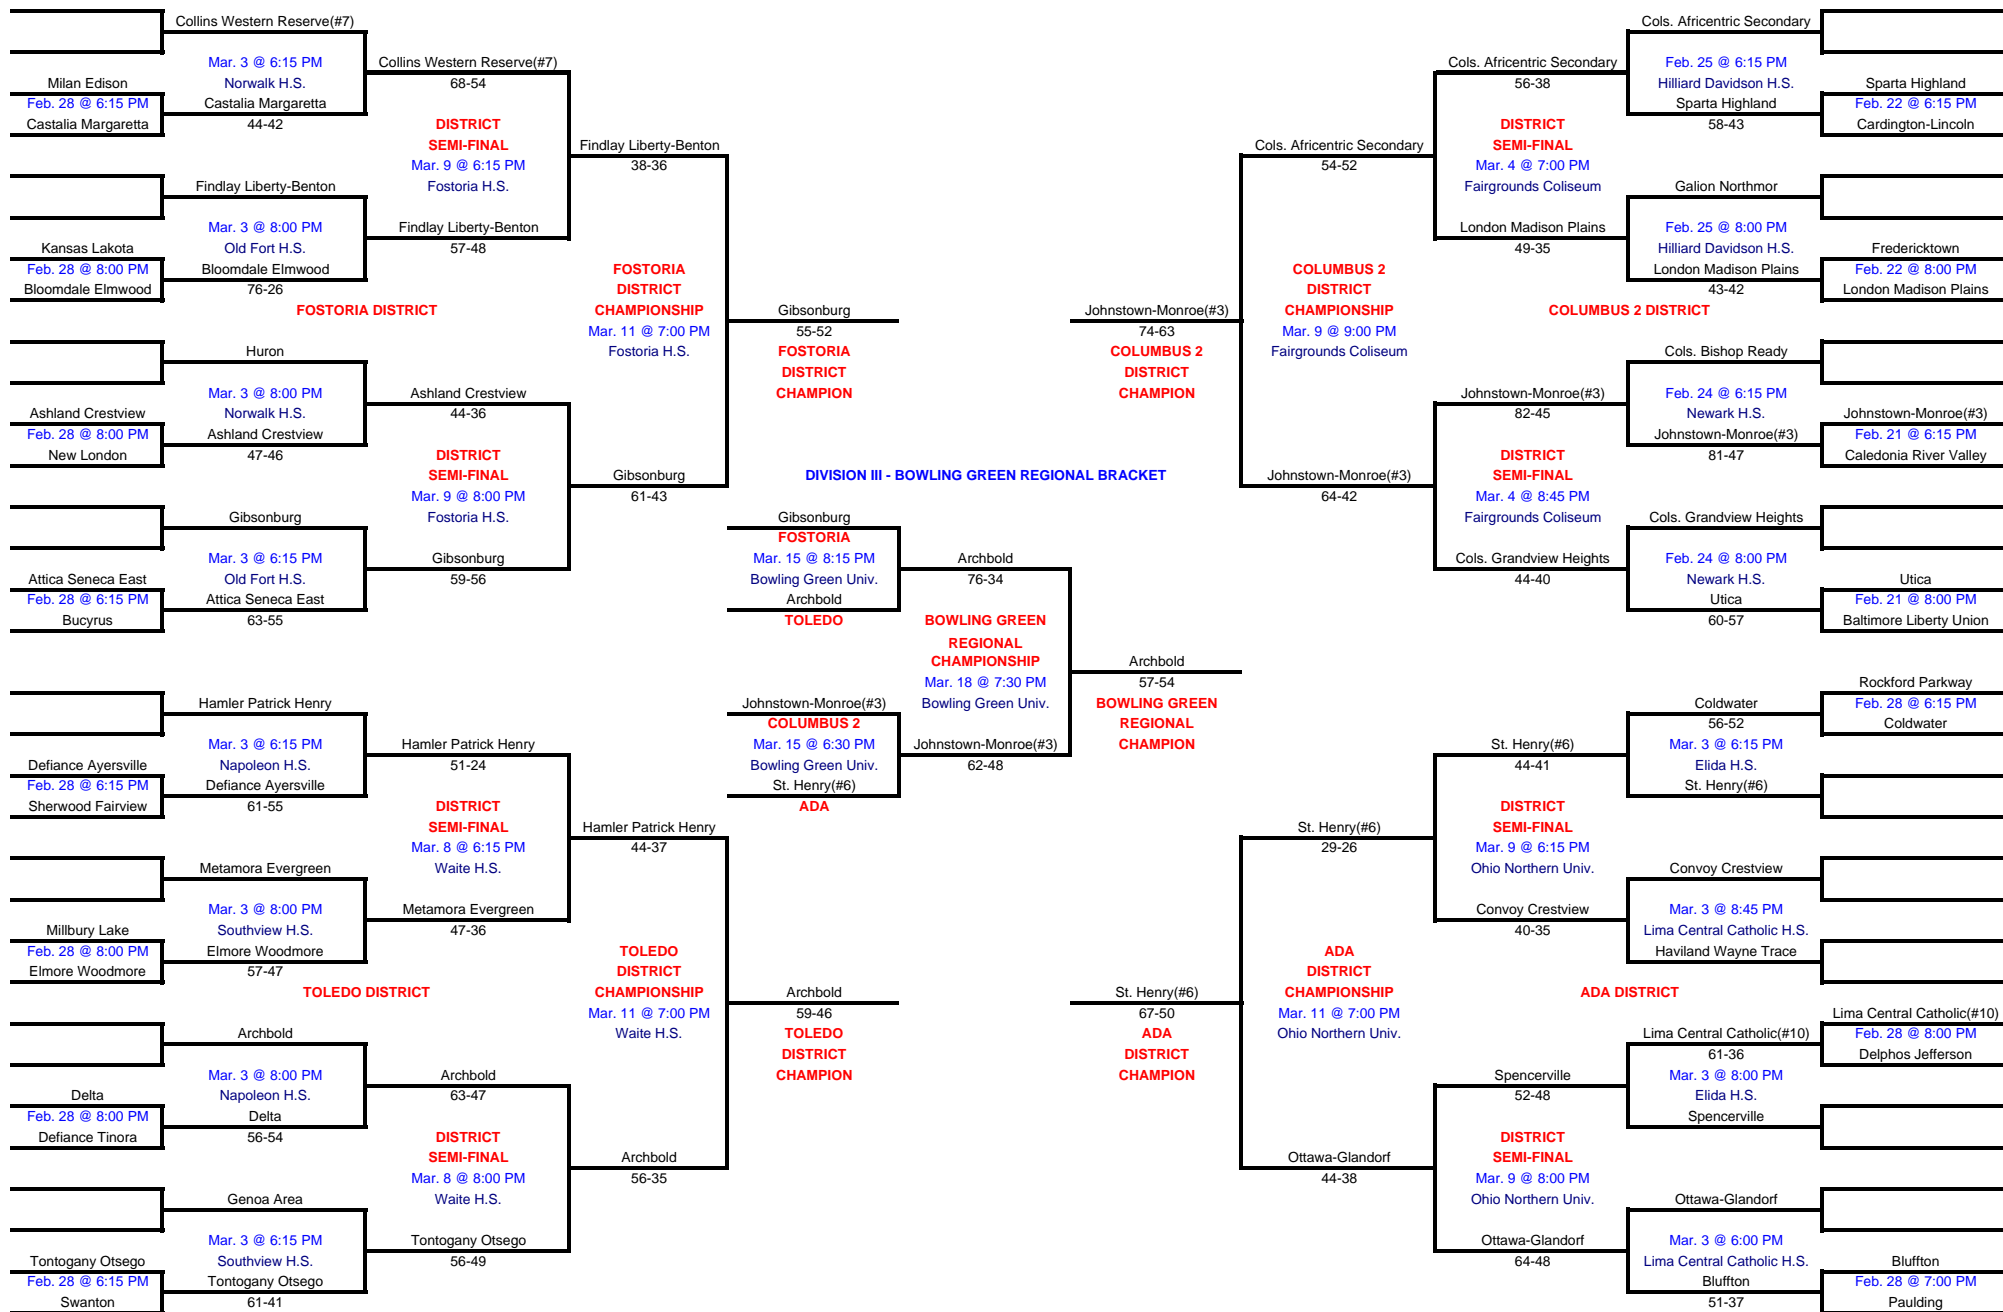 Collins Western Reserve(#7)
Mar. 3 @ 6:15 PM
Norwalk H.S.
Milan Edison
Feb. 28 @ 6:15 PM
Castalia Margaretta
Castalia Margaretta
44-42
Collins Western Reserve(#7)
68-54
DISTRICT
SEMI-FINAL
Mar. 9 @ 6:15 PM
Fostoria H.S.
Findlay Liberty-Benton
38-36
Findlay Liberty-Benton
Mar. 3 @ 8:00 PM
Old Fort H.S.
Kansas Lakota
Feb. 28 @ 8:00 PM
Bloomdale Elmwood
Bloomdale Elmwood
76-26
Findlay Liberty-Benton
57-48
FOSTORIA DISTRICT
FOSTORIA
DISTRICT
CHAMPIONSHIP
Mar. 11 @ 7:00 PM
Fostoria H.S.
Gibsonburg
55-52
FOSTORIA
DISTRICT
CHAMPION
Huron
Mar. 3 @ 8:00 PM
Norwalk H.S.
Ashland Crestview
Feb. 28 @ 8:00 PM
New London
Ashland Crestview
47-46
Ashland Crestview
44-36
DISTRICT
SEMI-FINAL
Mar. 9 @ 8:00 PM
Fostoria H.S.
Gibsonburg
61-43
Gibsonburg
Mar. 3 @ 6:15 PM
Old Fort H.S.
Attica Seneca East
Feb. 28 @ 6:15 PM
Bucyrus
Attica Seneca East
63-55
Gibsonburg
59-56
Cols. Africentric Secondary
Feb. 25 @ 6:15 PM
Hilliard Davidson H.S.
Sparta Highland
Feb. 22 @ 6:15 PM
Cardington-Lincoln
Sparta Highland
58-43
Cols. Africentric Secondary
56-38
DISTRICT
SEMI-FINAL
Mar. 4 @ 7:00 PM
Fairgrounds Coliseum
Cols. Africentric Secondary
54-52
Galion Northmor
Feb. 25 @ 8:00 PM
Hilliard Davidson H.S.
Fredericktown
Feb. 22 @ 8:00 PM
London Madison Plains
London Madison Plains
43-42
London Madison Plains
49-35
COLUMBUS 2 DISTRICT
COLUMBUS 2
DISTRICT
CHAMPIONSHIP
Mar. 9 @ 9:00 PM
Fairgrounds Coliseum
Johnstown-Monroe(#3)
74-63
COLUMBUS 2
DISTRICT
CHAMPION
Cols. Bishop Ready
Feb. 24 @ 6:15 PM
Newark H.S.
Johnstown-Monroe(#3)
Feb. 21 @ 6:15 PM
Caledonia River Valley
Johnstown-Monroe(#3)
81-47
Johnstown-Monroe(#3)
82-45
DISTRICT
SEMI-FINAL
Mar. 4 @ 8:45 PM
Fairgrounds Coliseum
Johnstown-Monroe(#3)
64-42
Cols. Grandview Heights
Feb. 24 @ 8:00 PM
Newark H.S.
Utica
Feb. 21 @ 8:00 PM
Baltimore Liberty Union
Utica
60-57
Cols. Grandview Heights
44-40
DIVISION III - BOWLING GREEN REGIONAL BRACKET
Gibsonburg
FOSTORIA
Mar. 15 @ 8:15 PM
Bowling Green Univ.
Archbold
TOLEDO
Archbold
76-34
BOWLING GREEN
REGIONAL
CHAMPIONSHIP
Mar. 18 @ 7:30 PM
Bowling Green Univ.
Archbold
57-54
BOWLING GREEN
REGIONAL
CHAMPION
Johnstown-Monroe(#3)
COLUMBUS 2
Mar. 15 @ 6:30 PM
Bowling Green Univ.
St. Henry(#6)
ADA
Johnstown-Monroe(#3)
62-48
Hamler Patrick Henry
Mar. 3 @ 6:15 PM
Napoleon H.S.
Defiance Ayersville
Feb. 28 @ 6:15 PM
Sherwood Fairview
Defiance Ayersville
61-55
Hamler Patrick Henry
51-24
DISTRICT
SEMI-FINAL
Mar. 8 @ 6:15 PM
Waite H.S.
Hamler Patrick Henry
44-37
Metamora Evergreen
Mar. 3 @ 8:00 PM
Southview H.S.
Millbury Lake
Feb. 28 @ 8:00 PM
Elmore Woodmore
Elmore Woodmore
57-47
Metamora Evergreen
47-36
TOLEDO DISTRICT
TOLEDO
DISTRICT
CHAMPIONSHIP
Mar. 11 @ 7:00 PM
Waite H.S.
Archbold
59-46
TOLEDO
DISTRICT
CHAMPION
Archbold
Mar. 3 @ 8:00 PM
Napoleon H.S.
Delta
Feb. 28 @ 8:00 PM
Defiance Tinora
Delta
56-54
Archbold
63-47
DISTRICT
SEMI-FINAL
Mar. 8 @ 8:00 PM
Waite H.S.
Archbold
56-35
Genoa Area
Mar. 3 @ 6:15 PM
Southview H.S.
Tontogany Otsego
Feb. 28 @ 6:15 PM
Swanton
Tontogany Otsego
61-41
Tontogany Otsego
56-49
Rockford Parkway
Feb. 28 @ 6:15 PM
Coldwater
Coldwater
56-52
Mar. 3 @ 6:15 PM
Elida H.S.
St. Henry(#6)
St. Henry(#6)
44-41
DISTRICT
SEMI-FINAL
Mar. 9 @ 6:15 PM
Ohio Northern Univ.
St. Henry(#6)
29-26
Convoy Crestview
Mar. 3 @ 8:45 PM
Lima Central Catholic H.S.
Haviland Wayne Trace
Convoy Crestview
40-35
ADA DISTRICT
ADA
DISTRICT
CHAMPIONSHIP
Mar. 11 @ 7:00 PM
Ohio Northern Univ.
St. Henry(#6)
67-50
ADA
DISTRICT
CHAMPION
Lima Central Catholic(#10)
Feb. 28 @ 8:00 PM
Delphos Jefferson
Lima Central Catholic(#10)
61-36
Mar. 3 @ 8:00 PM
Elida H.S.
Spencerville
Spencerville
52-48
DISTRICT
SEMI-FINAL
Mar. 9 @ 8:00 PM
Ohio Northern Univ.
Ottawa-Glandorf
44-38
Ottawa-Glandorf
Mar. 3 @ 6:00 PM
Lima Central Catholic H.S.
Bluffton
Feb. 28 @ 7:00 PM
Paulding
Bluffton
51-37
Ottawa-Glandorf
64-48